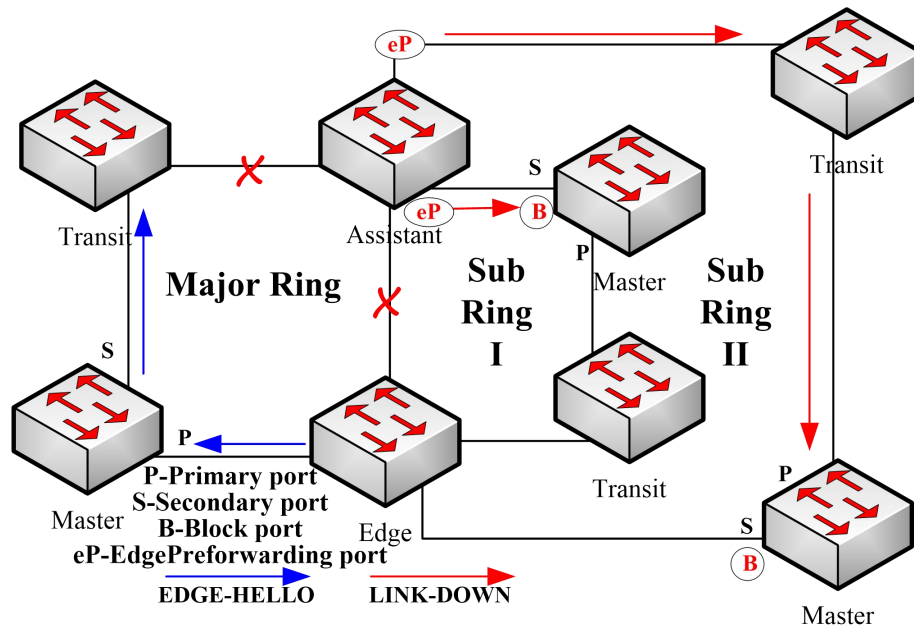 eP
Transit
S
Transit
eP
B
Assistant
P
Master
Major Ring
Sub
Ring
I
Sub
Ring
II
S
P
P-Primary port
S-Secondary port
B-Block port
eP-EdgePreforwarding port
Master
Edge
Transit
P
S
B
EDGE-HELLO
LINK-DOWN
Master